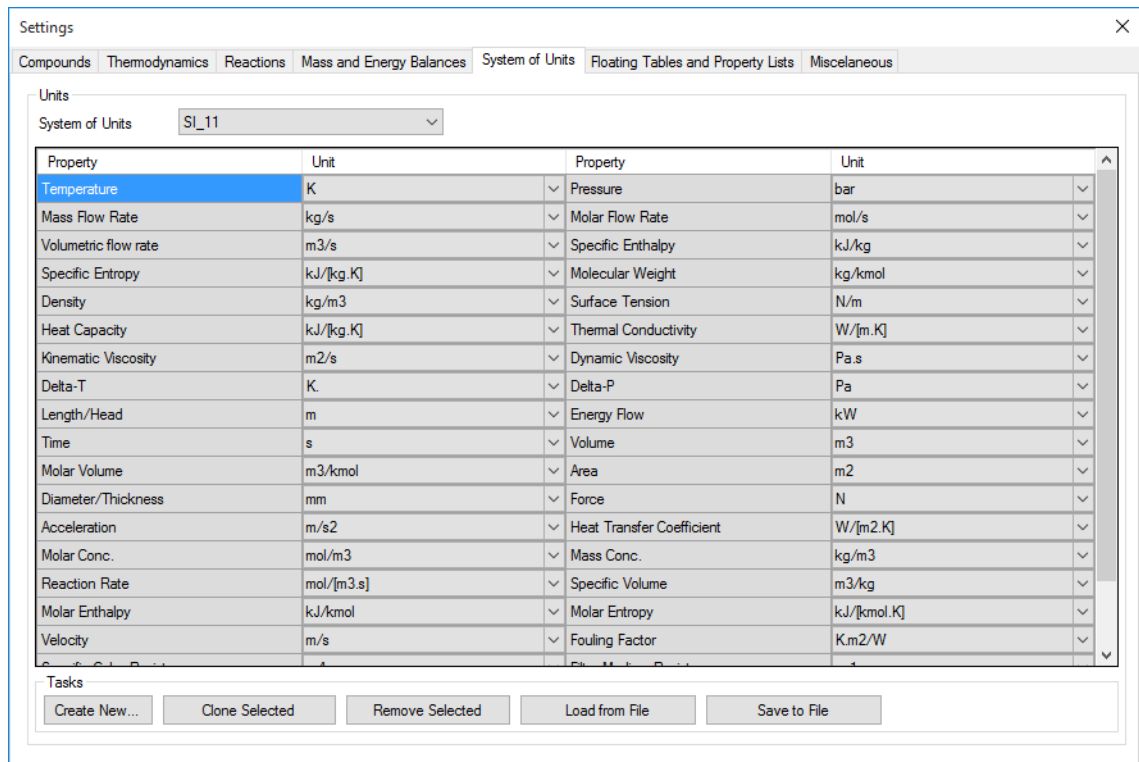 Settings
Compounds Thermodynamics Reactions Mass and Energy Balances System of Units Floating Tables and Property Lists Miscelaneous
Units
System of Units SI_11
Property Unit Property Unit
Temperature K Pressure bar
Mass Flow Rate kg/s Molar Flow Rate mol/s
Volumetric flow rate m3/s Specific Enthalpy kJ/kg
Specific Entropy kJ/[kg.K] Molecular Weight kg/kmol
Density kg/m3 Surface Tension N/m
Heat Capacity kJ/[kg.K] Thermal Conductivity W/[m.K]
Kinematic Viscosity m2/s Dynamic Viscosity Pa.s
Delta-T K. Delta-P Pa
Length/Head m Energy Flow kW
Time s Volume m3
Molar Volume m3/kmol Area m2
Diameter/Thickness mm Force N
Acceleration m/s2 Heat Transfer Coefficient W/[m2.K]
Molar Conc. mol/m3 Mass Conc. kg/m3
Reaction Rate mol/[m3.s] Specific Volume m3/kg
Molar Enthalpy kJ/kmol Molar Entropy kJ/[kmol.K]
Velocity m/s Fouling Factor K.m2/W
Tasks
Create New... Clone Selected Remove Selected Load from File Save to File